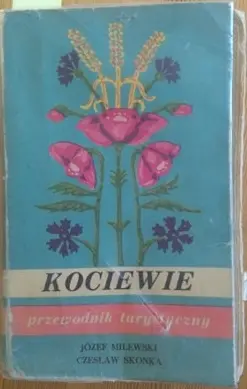 KOCIEWIE
przewodnik turystyczny
JÓZEF MILEWSKI
CZESŁAW SKONKA